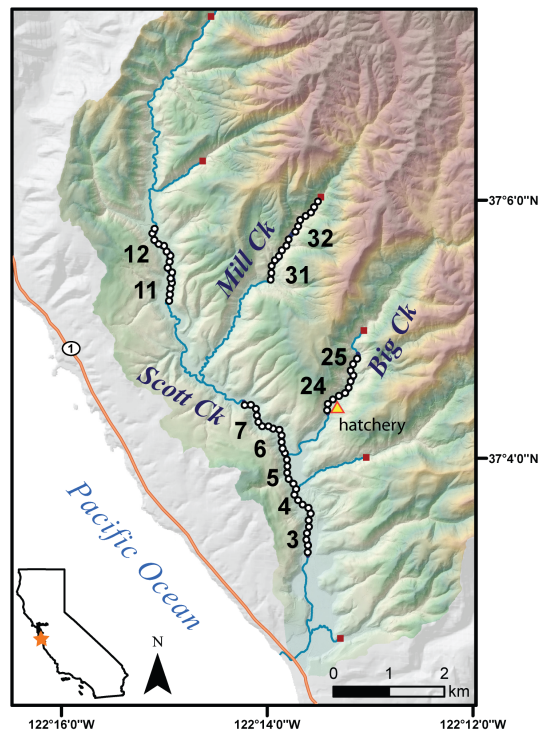 37°6'0"N
Mill Ck
32
12
31
11
Big Ck
1
25
Scott Ck
24
hatchery
7
6
37°4'0"N
5
4
Pacific Ocean
3
N
0 1 2
km
122°16'0"W 122°14'0"W 122°12'0"W